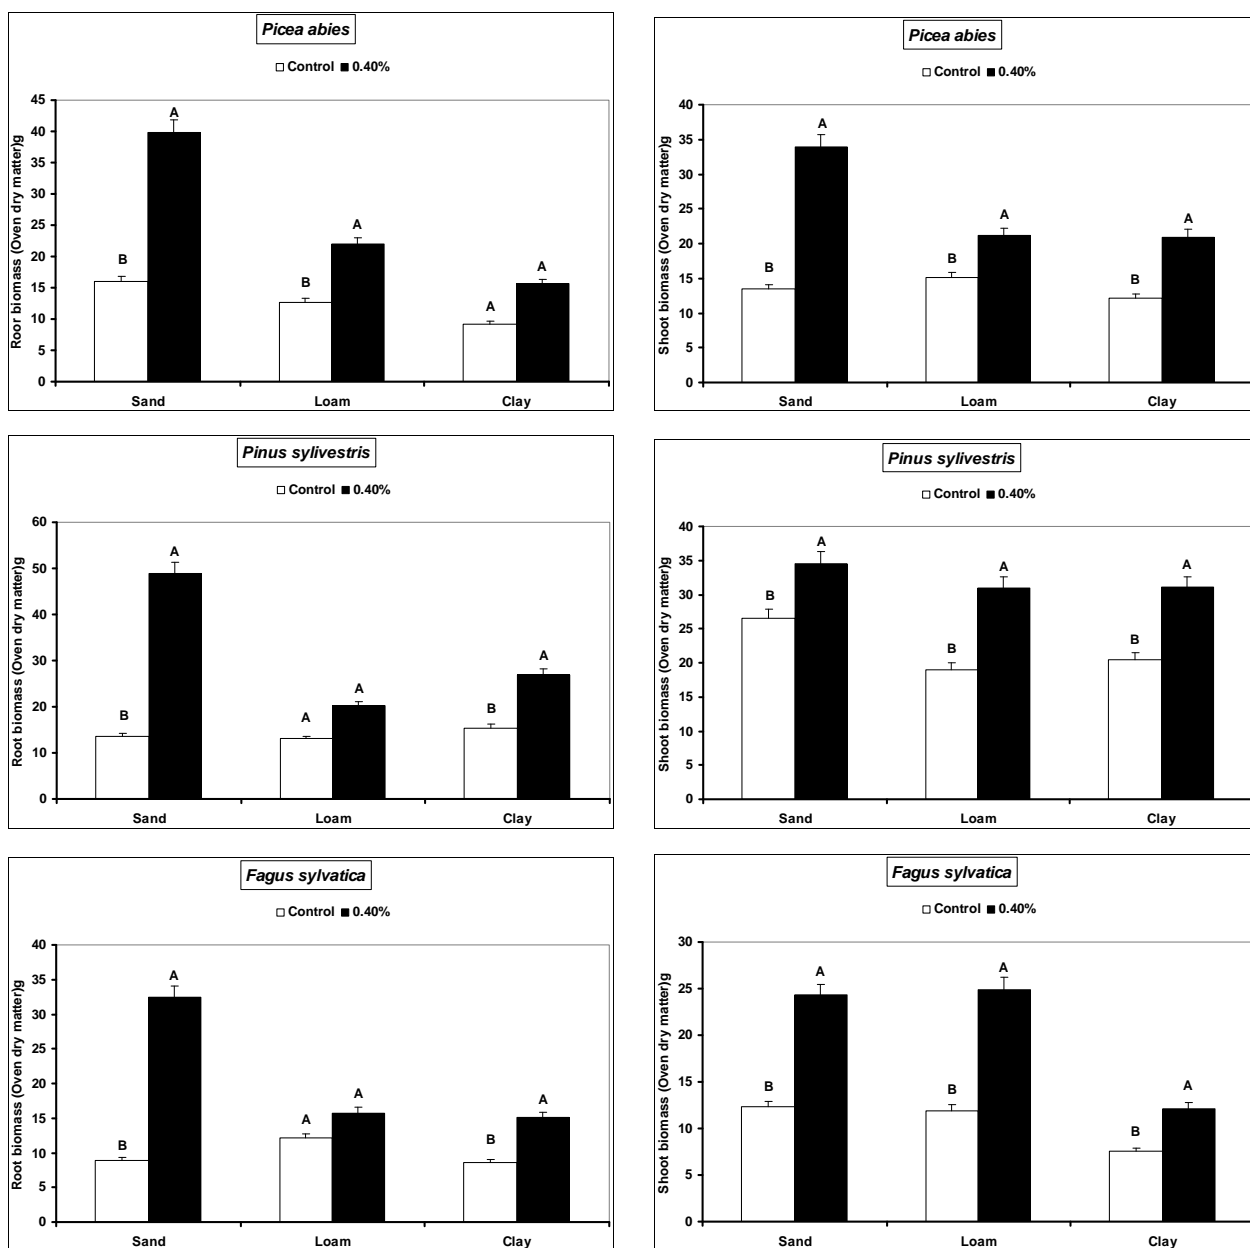 Picea abies
Control 0.40%
Roor biomass (Oven dry matter)g
45
40
35
30
25
20
15
10
5
0
B A B A A A
Sand Loam Clay
Picea abies
Control 0.40%
Shoot biomass (Oven dry matter)g
40
35
30
25
20
15
10
5
0
B A B A B A
Sand Loam Clay
Pinus sylivestris
Control 0.40%
Root biomass (Oven dry matter)g
60
50
40
30
20
10
0
B A A A B A
Sand Loam Clay
Pinus sylivestris
Control 0.40%
Shoot biomass (Oven dry matter)g
40
35
30
25
20
15
10
5
0
B A B A B A
Sand Loam Clay
Fagus sylvatica
Control 0.40%
Root biomass (Oven dry matter)g
40
35
30
25
20
15
10
5
0
B A A A B A
Sand Loam Clay
Fagus sylvatica
Control 0.40%
Shoot biomass (Oven dry matter)g
30
25
20
15
10
5
0
B A B A B A
Sand Loam Clay